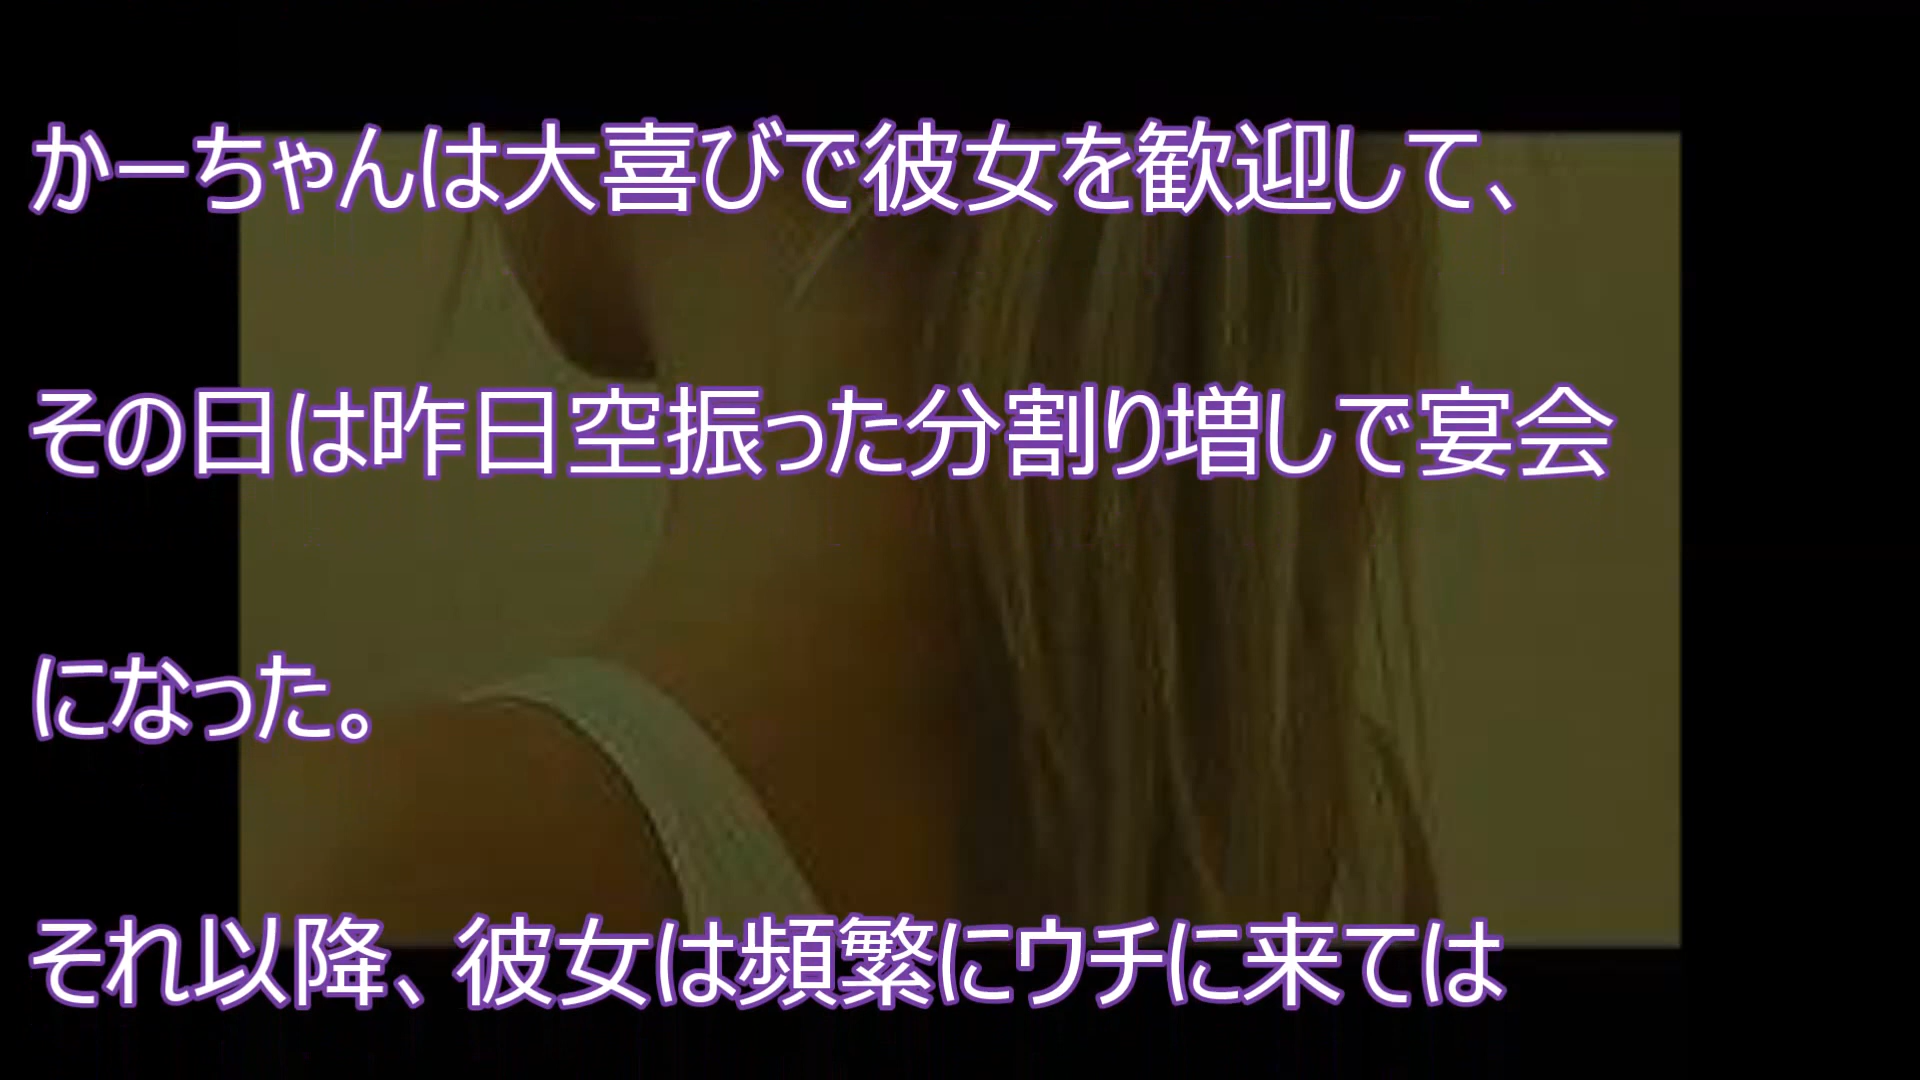 かーちゃんは大喜びで彼女を歓迎して、
その日は昨日空振った分割り増しで宴会
になった。
それ以降、彼女は頻繁にウチに来ては